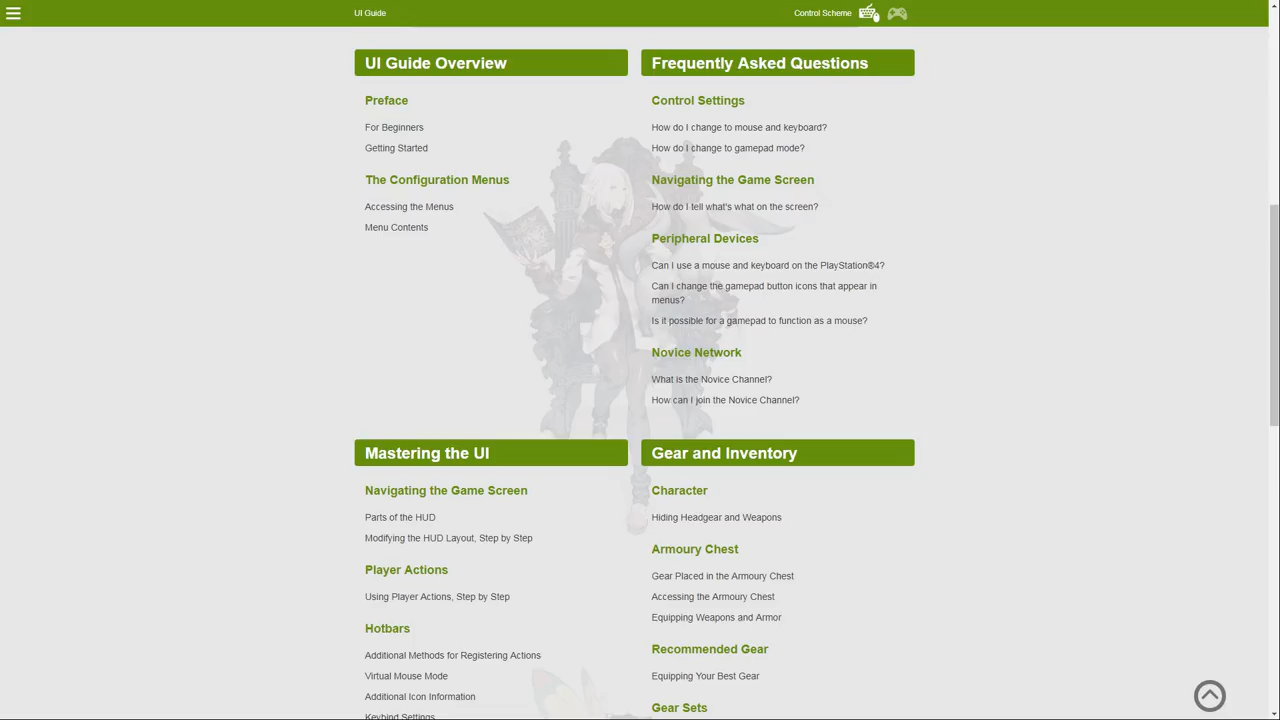 UI Guide
Control Scheme
UI Guide Overview
Preface
For Beginners
Getting Started
The Configuration Menus
Accessing the Menus
Menu Contents
Frequently Asked Questions
Control Settings
How do I change to mouse and keyboard?
How do I change to gamepad mode?
Navigating the Game Screen
How do I tell what's what on the screen?
Peripheral Devices
Can I use a mouse and keyboard on the PlayStation®4?
Can I change the gamepad button icons that appear in
menus?
Is it possible for a gamepad to function as a mouse?
Novice Network
What is the Novice Channel?
How can I join the Novice Channel?
Mastering the UI
Navigating the Game Screen
Parts of the HUD
Modifying the HUD Layout, Step by Step
Player Actions
Using Player Actions, Step by Step
Hotbars
Additional Methods for Registering Actions
Virtual Mouse Mode
Additional Icon Information
Keybind Settings
Gear and Inventory
Character
Hiding Headgear and Weapons
Armoury Chest
Gear Placed in the Armoury Chest
Accessing the Armoury Chest
Equipping Weapons and Armor
Recommended Gear
Equipping Your Best Gear
Gear Sets